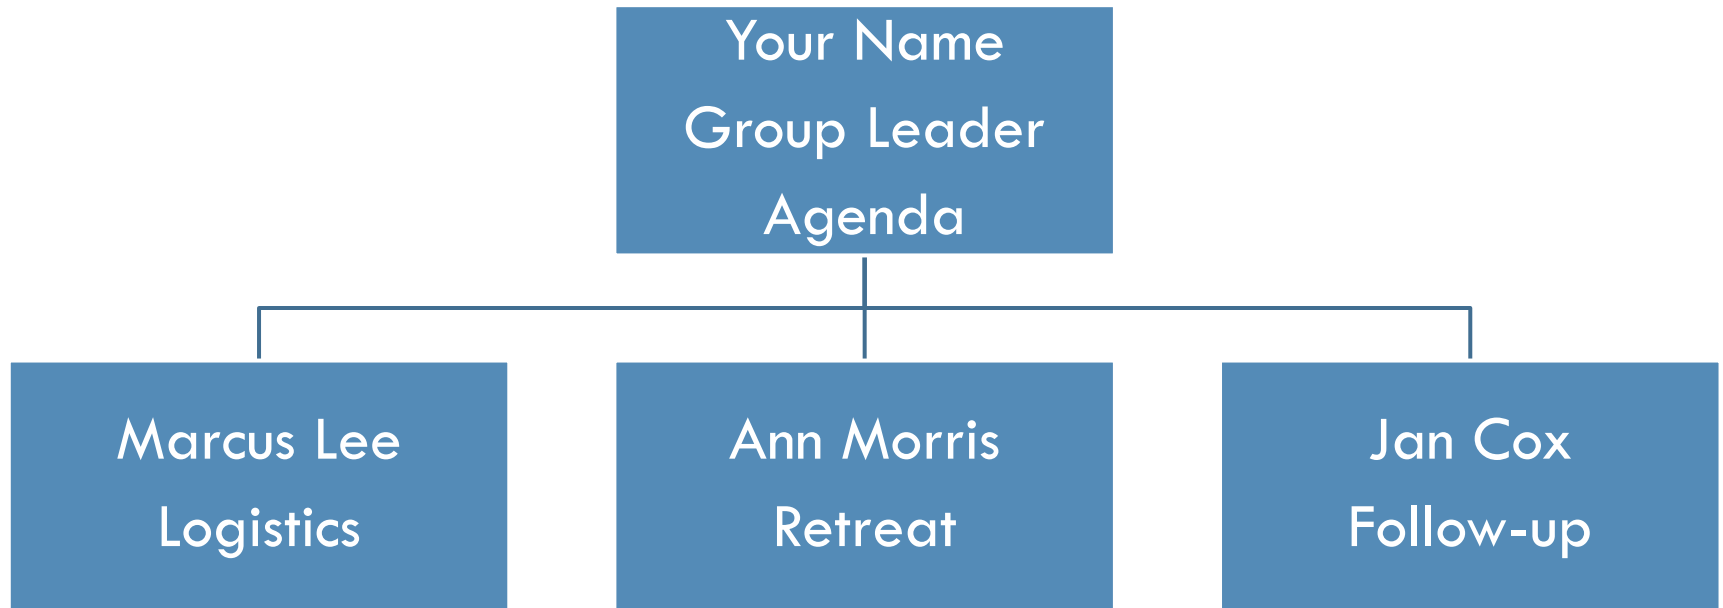 Your Name
Group Leader
Agenda
Marcus Lee
Logistics
Ann Morris
Retreat
Jan Cox
Follow-up